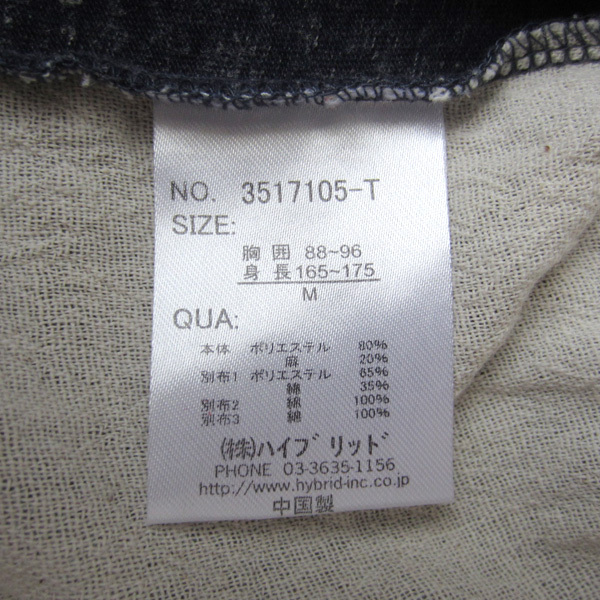 NO. 3517105-T
SIZE:
胸囲 88~96
身長165~175
M
QUA:
本体 ポリエステル 80%
麻 20%
別布1 ポリエステル 65%
綿 35%
別布2 綿 100%
別布3 綿 100%
(株)ハイブリッド
PHONE 03-3635-1156
http://www.hybrid-inc.co.jp
中国製